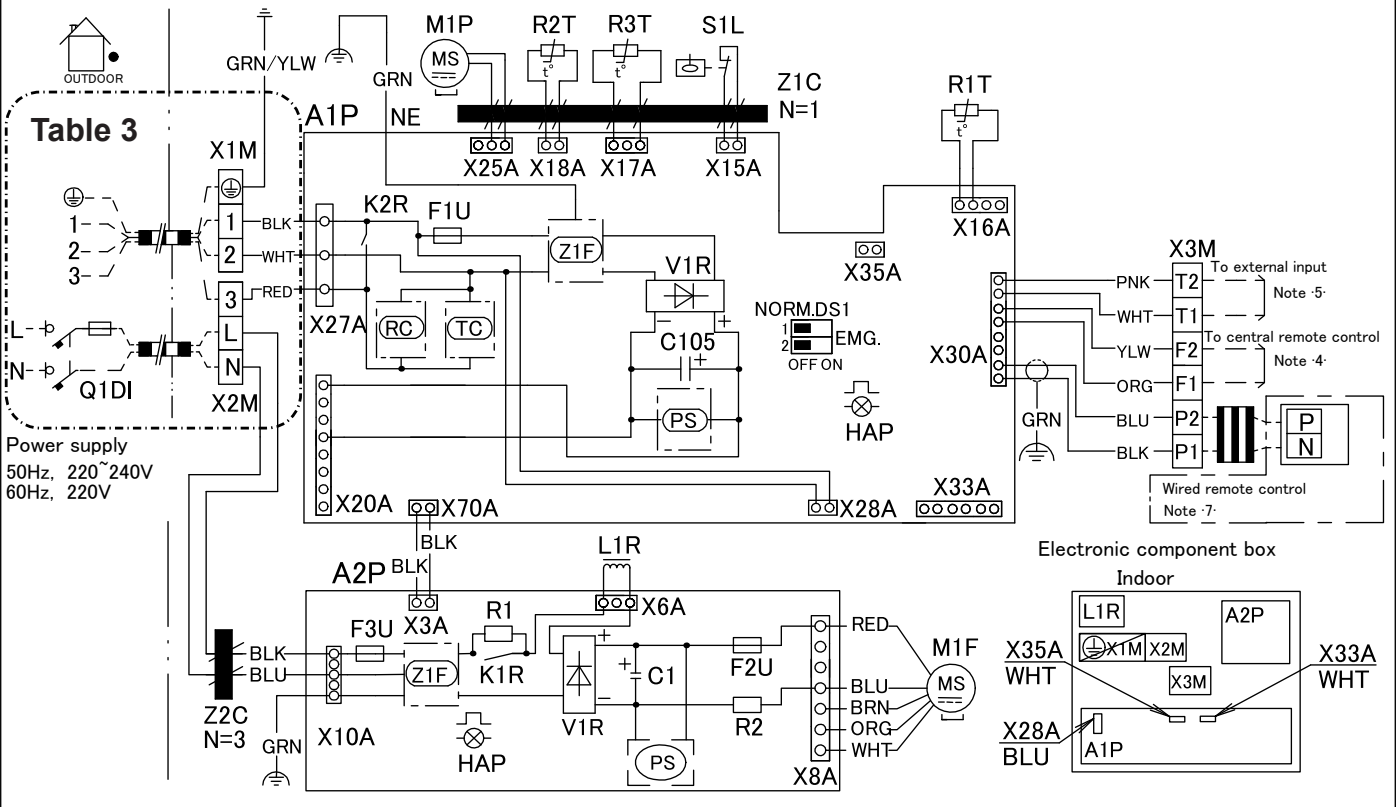 OUTDOOR
GRN/YLW
GRN
M1P
MS
R2T
t°
R3T
t°
S1L
Z1C
N=1
R1T
t°
Table 3
A1P
NE
X1M
X25A
X18A
X17A
X15A
X16A
1
2
3
1
2
3
BLK
WHT
RED
K2R
F1U
Z1F
V1R
X35A
X3M
X27A
RC
TC
C105
+
-
+
NORM.DS1
1
2
EMG.
OFF ON
X30A
PNK
WHT
YLW
ORG
BLU
BLK
T2
T1
F2
F1
P2
P1
To external input
Note ·5·
To central remote control
Note ·4·
P
N
Wired remote control
Note ·7·
GRN
L
N
Q1DI
L
N
X2M
PS
HAP
Power supply
50Hz, 220~240V
60Hz, 220V
X20A
X70A
X28A
X33A
BLK
BLK
A2P
L1R
X3A
X6A
F3U
R1
Z1F
K1R
V1R
+
-
+
C1
F2U
R2
RED
BLU
BRN
ORG
WHT
M1F
MS
BLK
BLU
Z2C
N=3
GRN
X10A
HAP
PS
X8A
Electronic component box
Indoor
L1R
A2P
X1M
X2M
X3M
X35A
WHT
X33A
WHT
X28A
BLU
A1P